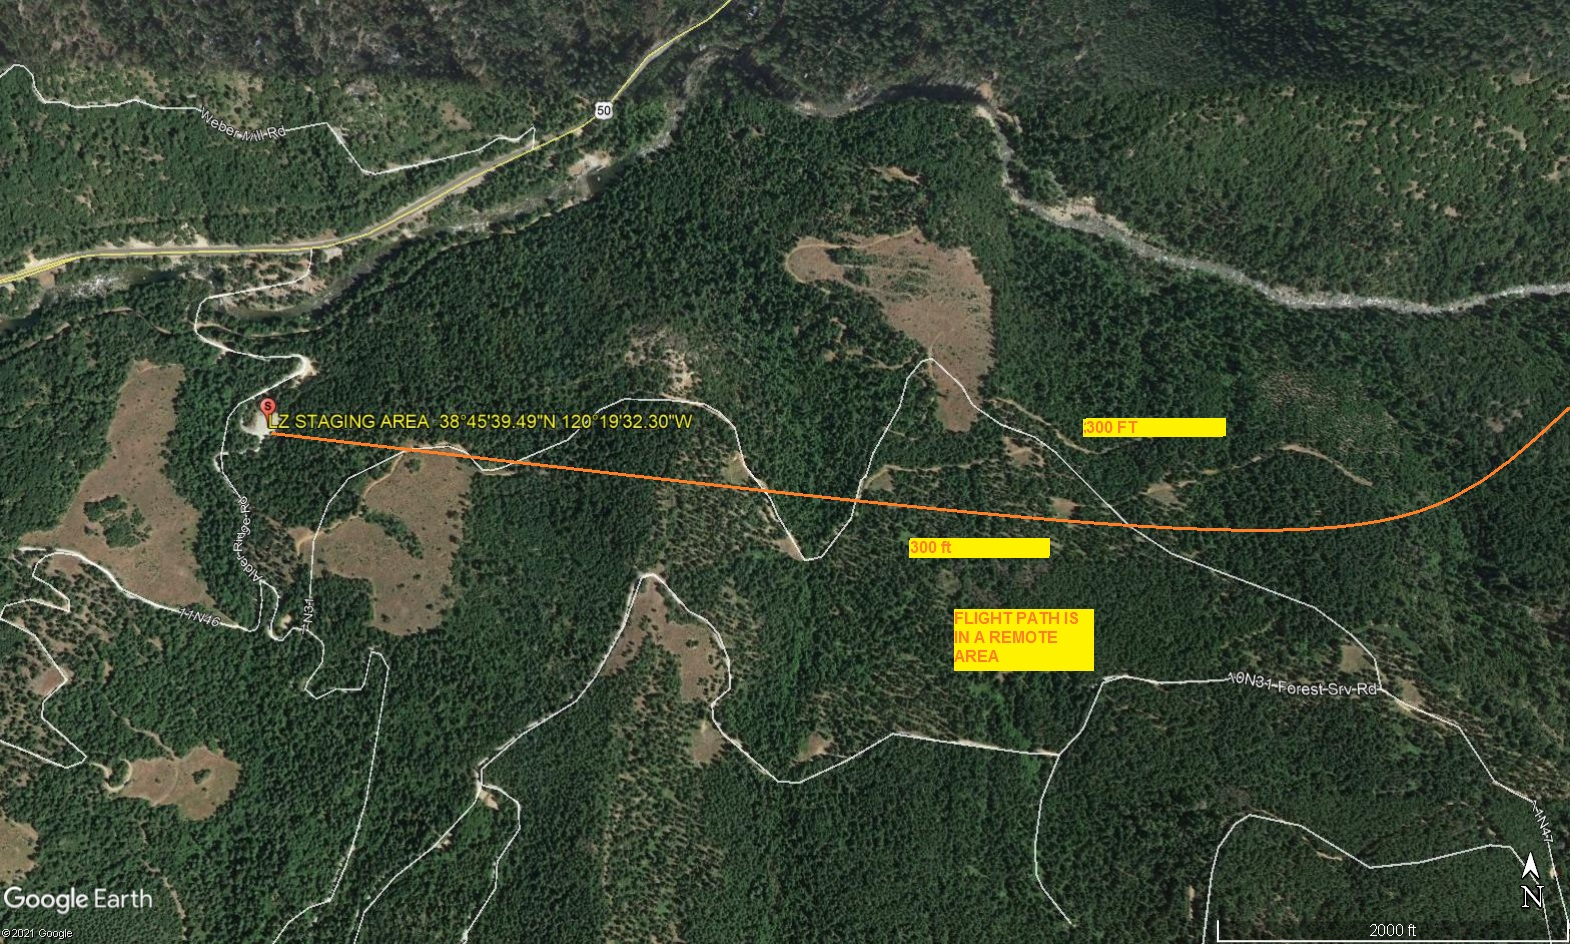 50
Weber Mill Rd
S
LZ STAGING AREA 38°45'39.49"N 120°19'32.30"W
300 FT
Alder Ridge Rd
300 ft
11N46
11N31
FLIGHT PATH IS
IN A REMOTE
AREA
10N31 Forest Srv Rd
11N47
N
Google Earth
© 2021 Google
2000 ft